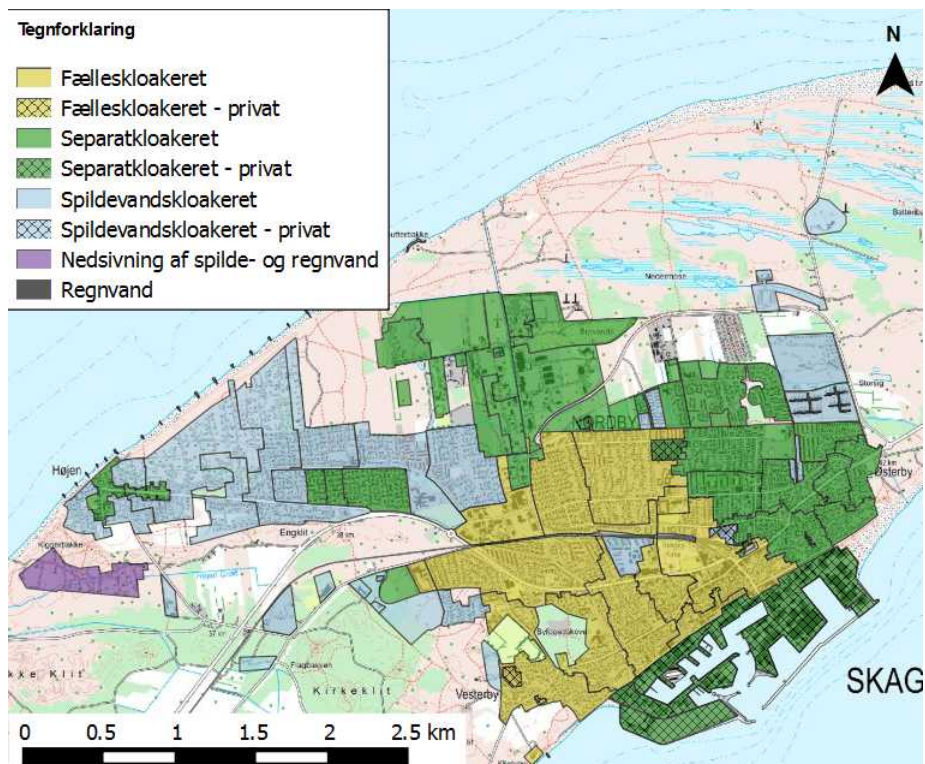 Tegnforklaring
Fælleskloakeret
Fælleskloakeret - privat
Separatkloakeret
Separatkloakeret - privat
Spildevandskloakeret
Spildevandskloakeret - privat
Nedsivning af spilde- og regnvand
Regnvand
N
Nedermose
NORDBY
Højen
Østerby
Engklit
Kirkeklit
Vesterby
SKAG
0 0.5 1 1.5 2 2.5 km